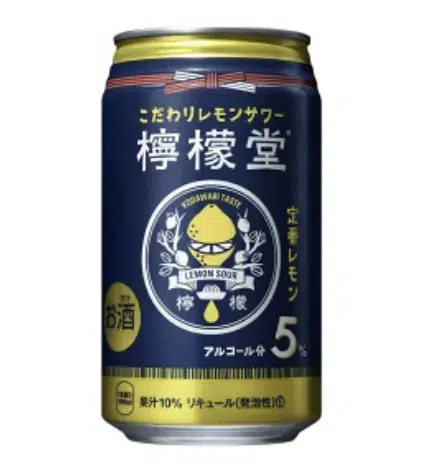 こだわりレモンサワー
檸檬堂
KODAWARI TASTE
LEMON SOUR
檸檬
定番レモン
お酒
アルコール分 5%
果汁10% リキュール(発泡性)①